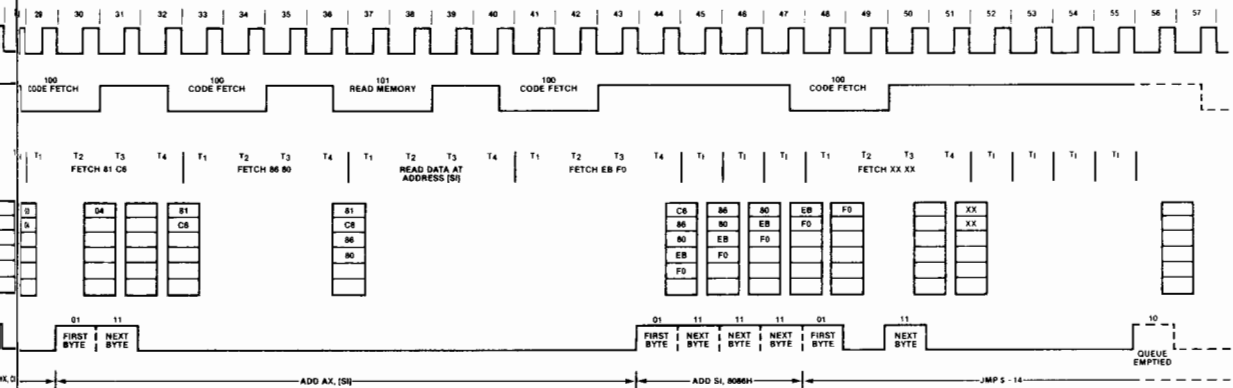 29 30 31 32 33 34 35 36 37 38 39 40 41 42 43 44 45 46 47 48 49 50 51 52 53 54 55 56 57
100 100 101 100 100
CODE FETCH CODE FETCH READ MEMORY CODE FETCH CODE FETCH
T1 T2 T3 T4 T1 T2 T3 T4 T1 T2 T3 T4 T1 T2 T3 T4 TI TI TI T1 T2 T3 T4 TI TI TI TI
FETCH 81 C6 FETCH 86 80 READ DATA AT FETCH EB F0 FETCH XX XX
ADDRESS [SI]
04 81 81 C6 86 80 EB F0 XX
C6 C6 86 80 EB F0 XX
86 80 EB F0
80 EB F0
F0
01 11 01 11 11 11 01 11 10
FIRST NEXT FIRST NEXT NEXT NEXT FIRST NEXT
BYTE BYTE BYTE BYTE BYTE BYTE BYTE BYTE
QUEUE
EMPTIED
ADD AX, [SI] ADD SI, 8086H JMP $ - 14